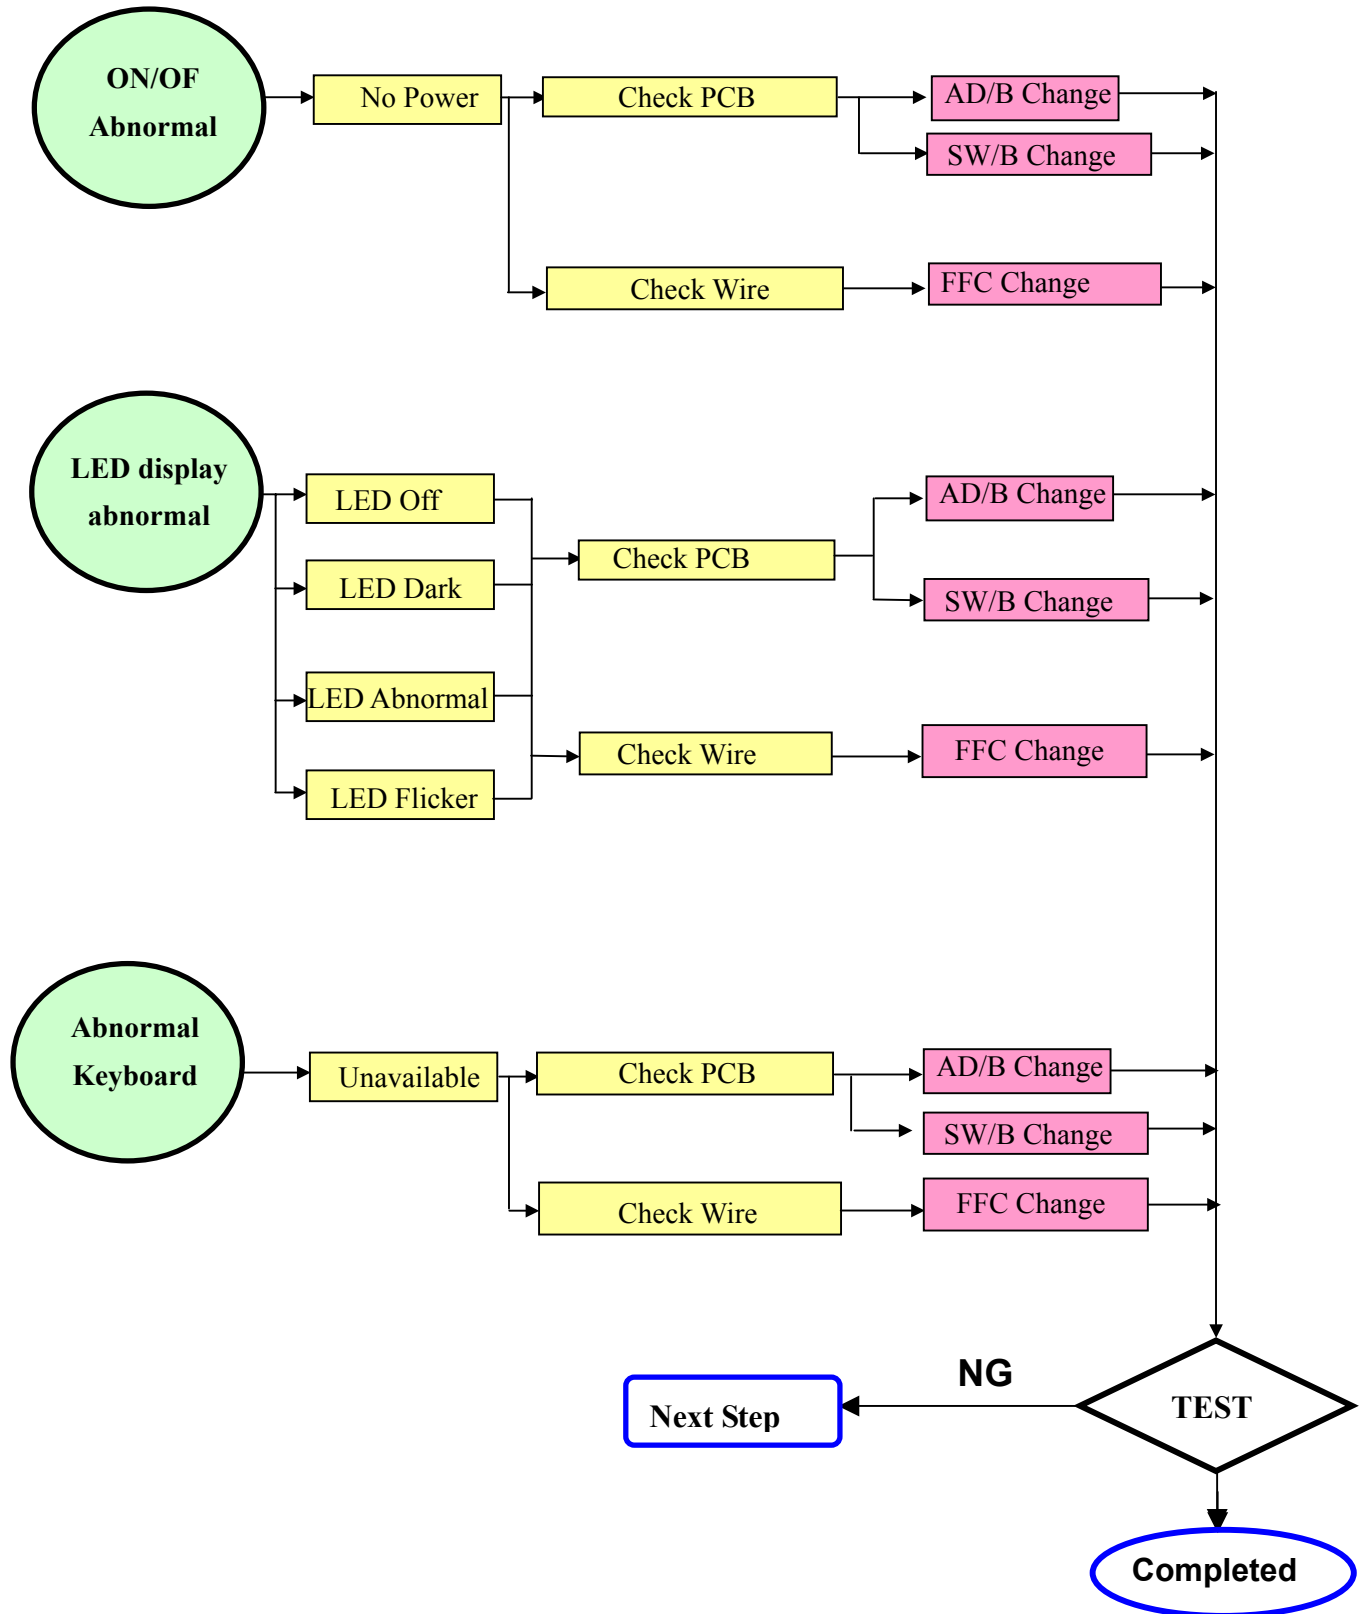 ON/OF
Abnormal
No Power
Check PCB
AD/B Change
SW/B Change
Check Wire
FFC Change
LED display
abnormal
LED Off
LED Dark
LED Abnormal
LED Flicker
Check PCB
AD/B Change
SW/B Change
Check Wire
FFC Change
Abnormal
Keyboard
Unavailable
Check PCB
AD/B Change
SW/B Change
Check Wire
FFC Change
NG
Next Step
TEST
Completed